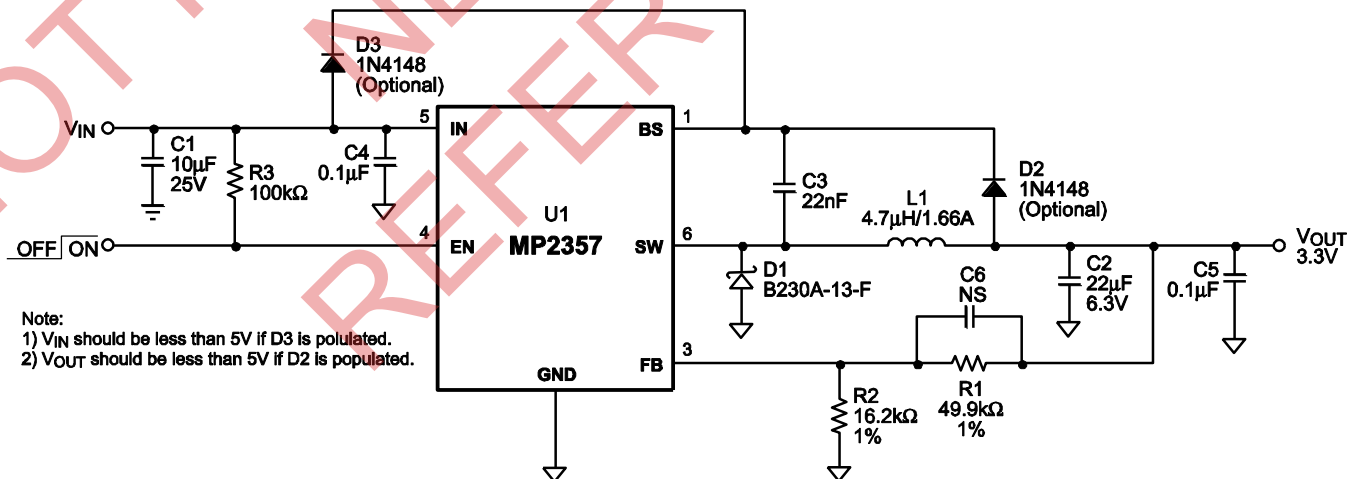 NOT
NE
REFER
D3
1N4148
(Optional)
VIN
5
IN
BS
1
C1
10µF
25V
R3
100kΩ
C4
0.1µF
C3
22nF
D2
1N4148
(Optional)
U1
MP2357
L1
4.7µH/1.66A
OFF ON
4
EN
SW
6
VOUT
3.3V
D1
B230A-13-F
C6
NS
C2
22µF
6.3V
C5
0.1µF
Note:
1) VIN should be less than 5V if D3 is polulated.
2) VOUT should be less than 5V if D2 is populated.
FB
3
GND
R2
16.2kΩ
1%
R1
49.9kΩ
1%